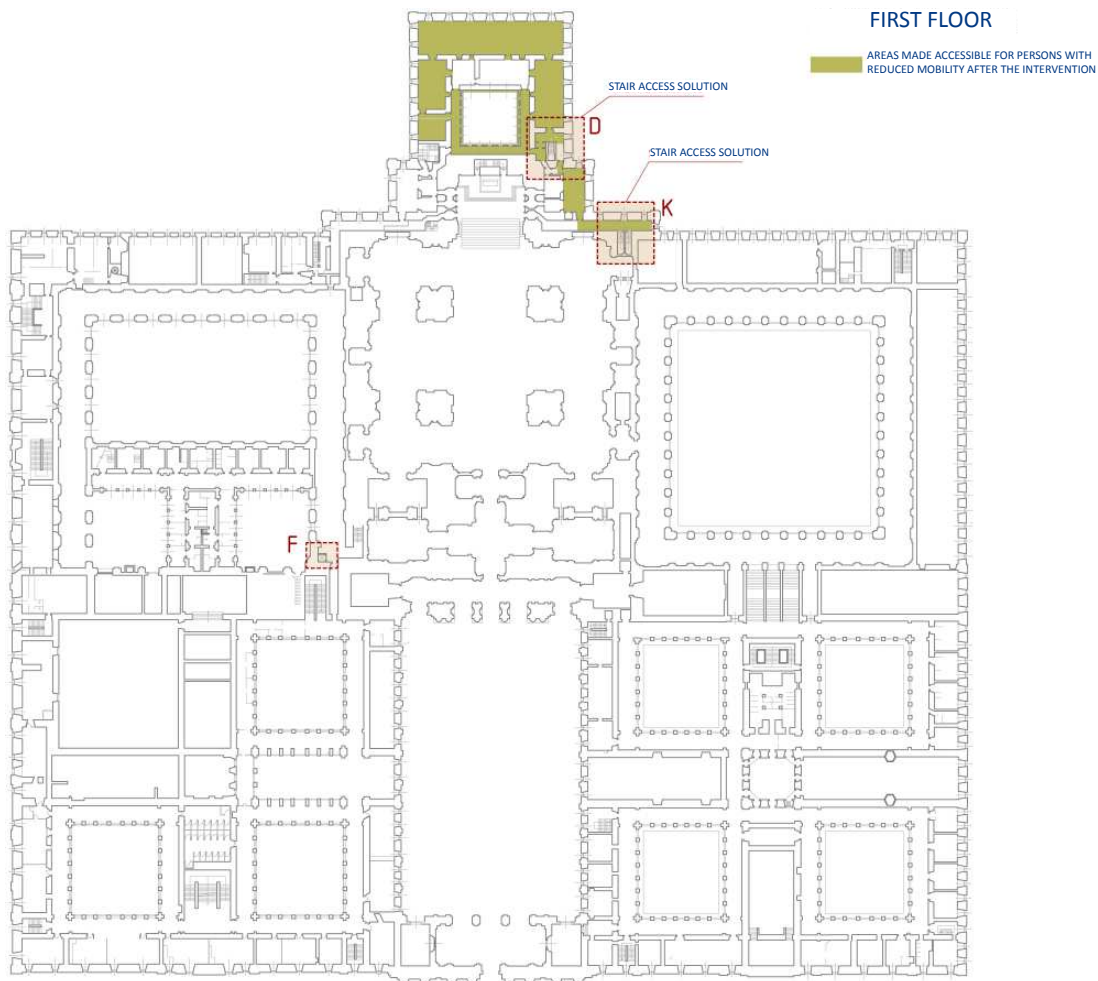 FIRST FLOOR
AREAS MADE ACCESSIBLE FOR PERSONS WITH
REDUCED MOBILITY AFTER THE INTERVENTION
STAIR ACCESS SOLUTION
D
STAIR ACCESS SOLUTION
K
F